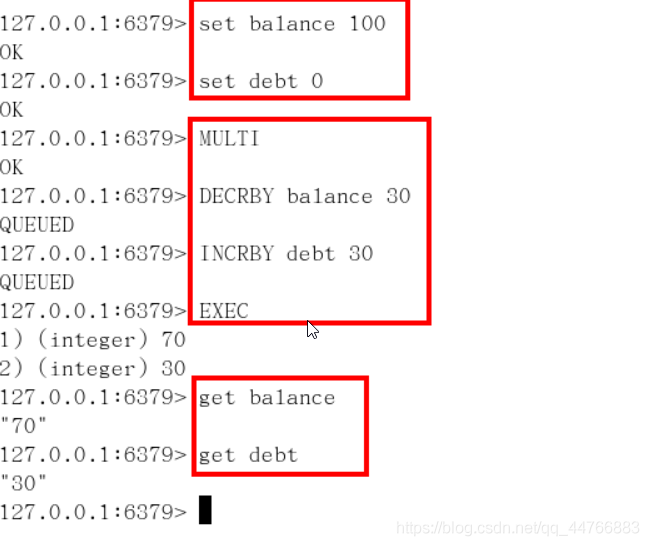 127.0.0.1:6379> set balance 100
OK
127.0.0.1:6379> set debt 0
OK
127.0.0.1:6379> MULTI
OK
127.0.0.1:6379> DECRBY balance 30
QUEUED
127.0.0.1:6379> INCRBY debt 30
QUEUED
127.0.0.1:6379> EXEC
1) (integer) 70
2) (integer) 30
127.0.0.1:6379> get balance
"70"
127.0.0.1:6379> get debt
"30"
127.0.0.1:6379>
https://blog.csdn.net/qq_44766883